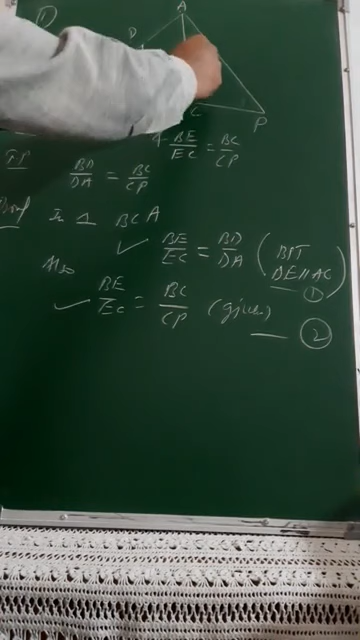 ①
A
D
C
P
BE/EC = BC/CP
BD/DA = BC/CP
Proof In Δ BCA
✓ BE/EC = BD/DA (BPT DE||AC) — ①
Also
✓ BE/EC = BC/CP (given) — ②